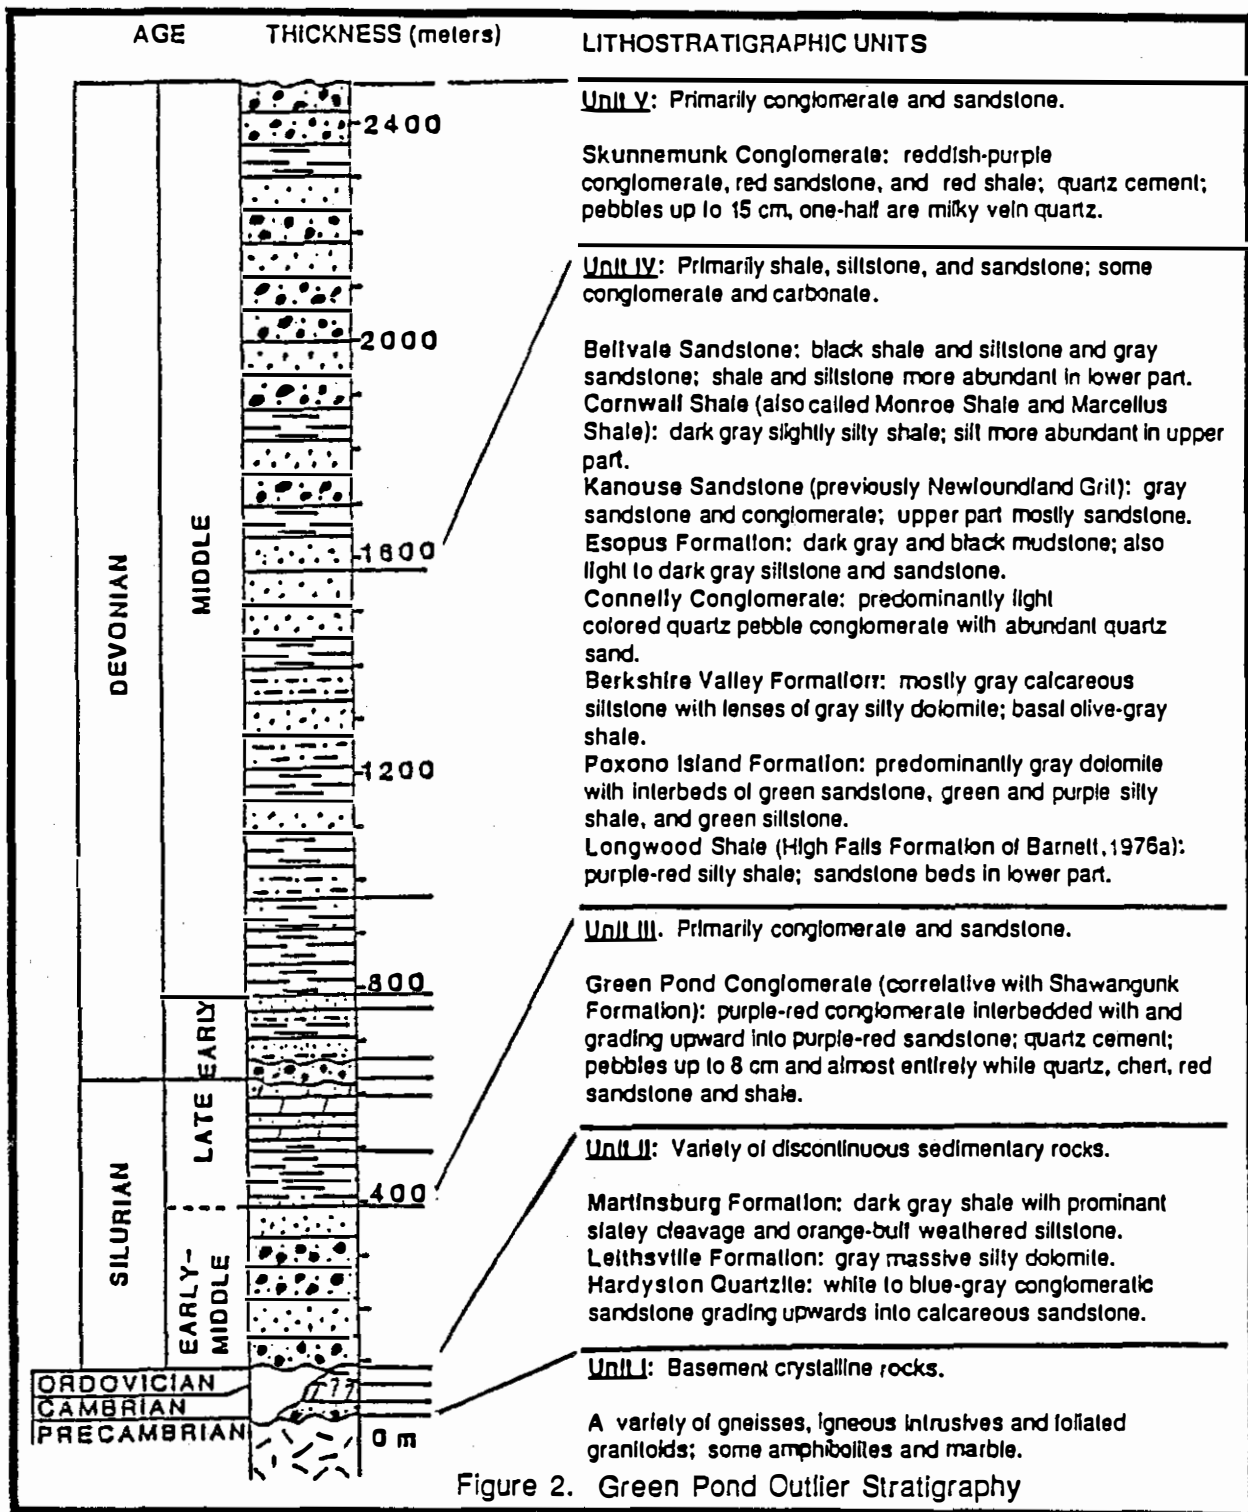 AGE THICKNESS (meters) LITHOSTRATIGRAPHIC UNITS
2400
2000
1600
1200
800
400
0 m
DEVONIAN
MIDDLE
EARLY
SILURIAN
LATE
EARLY-
MIDDLE
ORDOVICIAN
CAMBRIAN
PRECAMBRIAN
Unit V: Primarily conglomerate and sandstone.
Skunnemunk Conglomerate: reddish-purple
conglomerate, red sandstone, and red shale; quartz cement;
pebbles up to 15 cm, one-half are milky vein quartz.
Unit IV: Primarily shale, siltstone, and sandstone; some
conglomerate and carbonate.
Bellvale Sandstone: black shale and siltstone and gray
sandstone; shale and siltstone more abundant in lower part.
Cornwall Shale (also called Monroe Shale and Marcellus
Shale): dark gray slightly silty shale; silt more abundant in upper
part.
Kanouse Sandstone (previously Newfoundland Grit): gray
sandstone and conglomerate; upper part mostly sandstone.
Esopus Formation: dark gray and black mudstone; also
light to dark gray siltstone and sandstone.
Connelly Conglomerate: predominantly light
colored quartz pebble conglomerate with abundant quartz
sand.
Berkshire Valley Formation: mostly gray calcareous
siltstone with lenses of gray silty dolomite; basal olive-gray
shale.
Poxono Island Formation: predominantly gray dolomite
with interbeds of green sandstone, green and purple silty
shale, and green siltstone.
Longwood Shale (High Falls Formation of Barnett, 1976a):
purple-red silty shale; sandstone beds in lower part.
Unit III. Primarily conglomerate and sandstone.
Green Pond Conglomerate (correlative with Shawangunk
Formation): purple-red conglomerate interbedded with and
grading upward into purple-red sandstone; quartz cement;
pebbles up to 8 cm and almost entirely while quartz, chert, red
sandstone and shale.
Unit II: Variety of discontinuous sedimentary rocks.
Martinsburg Formation: dark gray shale with prominant
slatey cleavage and orange-buff weathered siltstone.
Leithsville Formation: gray massive silty dolomite.
Hardyston Quartzite: white to blue-gray conglomeratic
sandstone grading upwards into calcareous sandstone.
Unit I: Basement crystalline rocks.
A variety of gneisses, igneous intrusives and foliated
granitoids; some amphibolites and marble.
Figure 2. Green Pond Outlier Stratigraphy